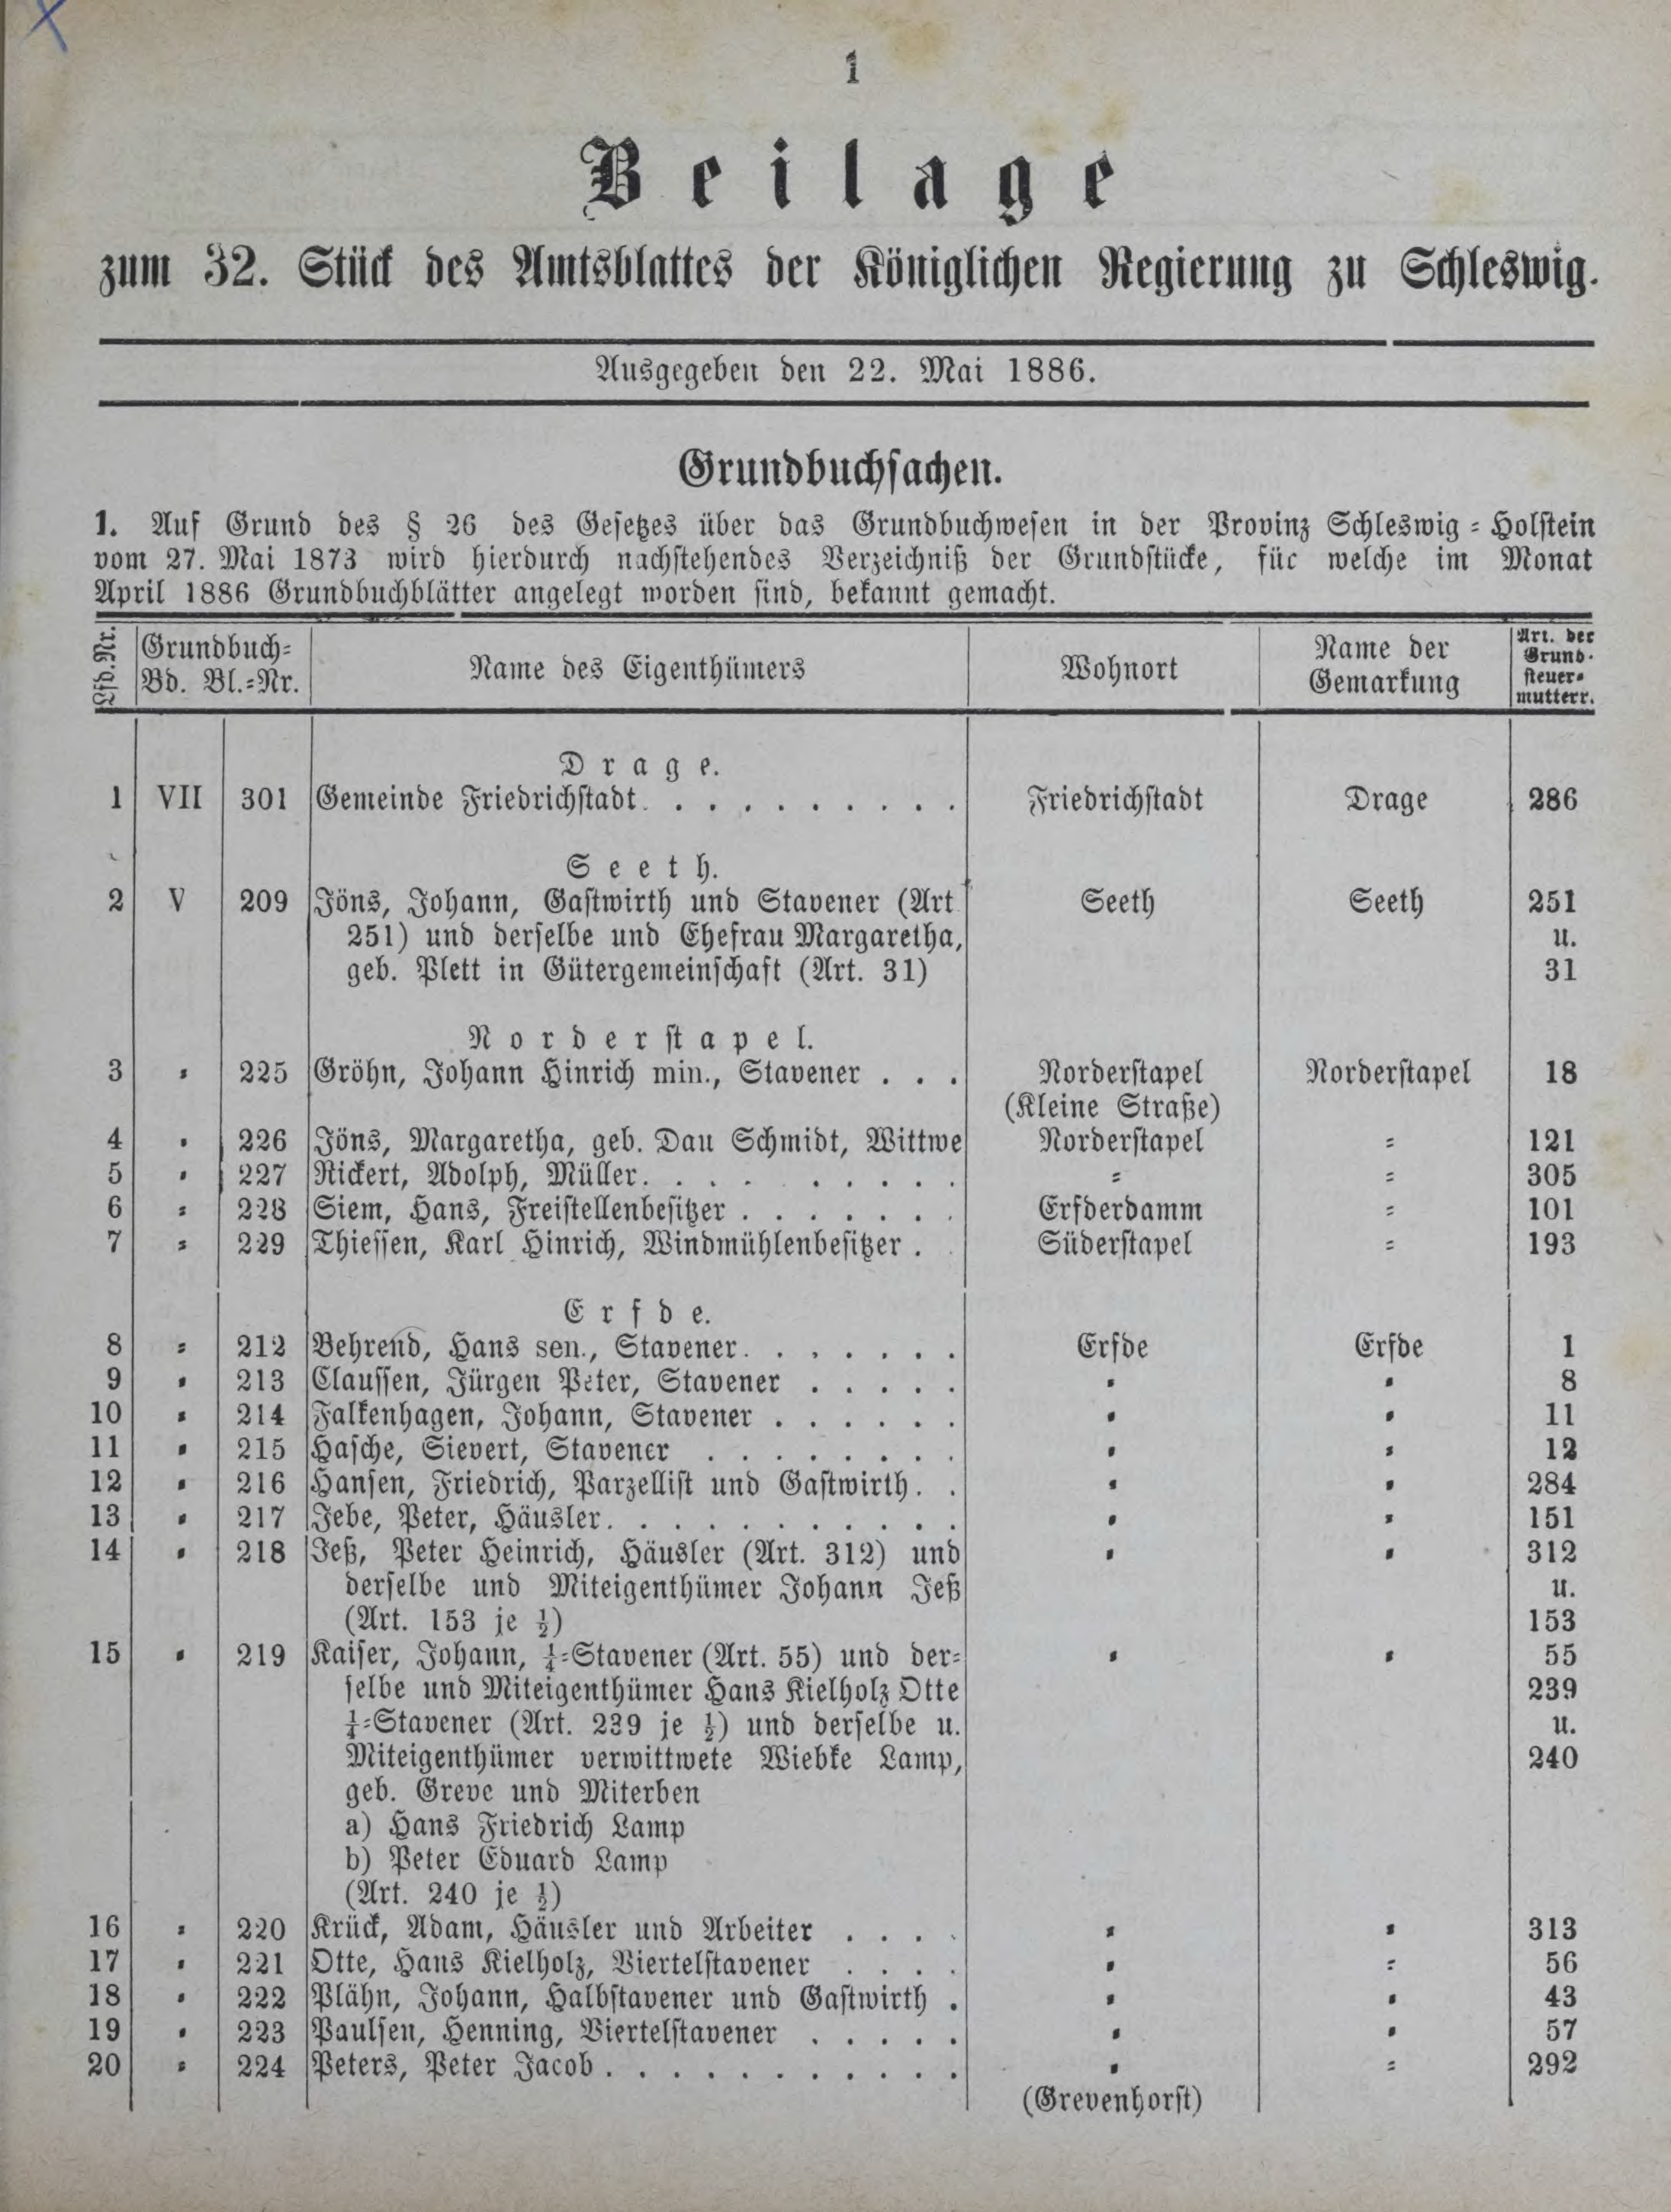 1
Beilage
zum 32. Stück des Amtsblattes der Königlichen Regierung zu Schleswig.
Ausgegeben den 22. Mai 1886.
Grundbuchsachen.
1. Auf Grund des § 26 des Gesetzes über das Grundbuchwesen in der Provinz Schleswig=Holstein
vom 27. Mai 1873 wird hierdurch nachstehendes Verzeichniß der Grundstücke, für welche im Monat
April 1886 Grundbuchblätter angelegt worden sind, bekannt gemacht.
Lfd. Nr. Grundbuch= Bd. Bl.=Nr. Name des Eigenthümers Wohnort Name der Gemarkung Art. der Grund- steuer= mutterr.
Drage.
1 VII 301 Gemeinde Friedrichstadt. . . . . . . . . . Friedrichstadt Drage 286
Seeth.
2 V 209 Jöns, Johann, Gastwirth und Stavener (Art Seeth Seeth 251
251) und derselbe und Ehefrau Margaretha, u.
geb. Plett in Gütergemeinschaft (Art. 31) 31
Norderstapel.
3 = 225 Gröhn, Johann Hinrich min., Stavener . . . Norderstapel Norderstapel 18
(Kleine Straße)
4 = 226 Jöns, Margaretha, geb. Dau Schmidt, Wittwe Norderstapel = 121
5 = 227 Rickert, Adolph, Müller. . . . . . . . . = = 305
6 = 228 Siem, Hans, Freistellenbesitzer . . . . . . . Erfderdamm = 101
7 = 229 Thiessen, Karl Hinrich, Windmühlenbesitzer . Süderstapel = 193
Erfde.
8 = 212 Behrend, Hans sen., Stavener. . . . . . . Erfde Erfde 1
9 = 213 Claussen, Jürgen Peter, Stavener . . . . . = = 8
10 = 214 Falkenhagen, Johann, Stavener . . . . . . = = 11
11 = 215 Hasche, Sievert, Stavener . . . . . . . . = = 12
12 = 216 Hansen, Friedrich, Parzellist und Gastwirth. . = = 284
13 = 217 Jebe, Peter, Häusler. . . . . . . . . . . = = 151
14 = 218 Jeß, Peter Heinrich, Häusler (Art. 312) und = = 312
derselbe und Miteigenthümer Johann Jeß u.
(Art. 153 je ½) 153
15 = 219 Kaiser, Johann, ¼=Stavener (Art. 55) und der= = = 55
selbe und Miteigenthümer Hans Kielholz Otte 239
¼=Stavener (Art. 239 je ½) und derselbe u. u.
Miteigenthümer verwittwete Wiebke Lamp, 240
geb. Greve und Miterben
a) Hans Friedrich Lamp
b) Peter Eduard Lamp
(Art. 240 je ½)
16 = 220 Krück, Adam, Häusler und Arbeiter . . . . = = 313
17 = 221 Otte, Hans Kielholz, Viertelstavener . . . . = = 56
18 = 222 Plähn, Johann, Halbstavener und Gastwirth . = = 43
19 = 223 Paulsen, Henning, Viertelstavener . . . . . = = 57
20 = 224 Peters, Peter Jacob . . . . . . . . . . . = = 292
(Grevenhorst)